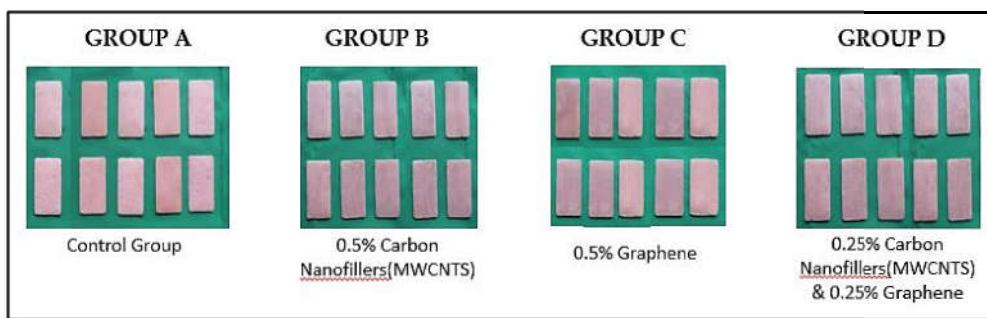 GROUP A
GROUP B
GROUP C
GROUP D
Control Group
0.5% Carbon
Nanofillers(MWCNTS)
0.5% Graphene
0.25% Carbon
Nanofillers(MWCNTS)
& 0.25% Graphene